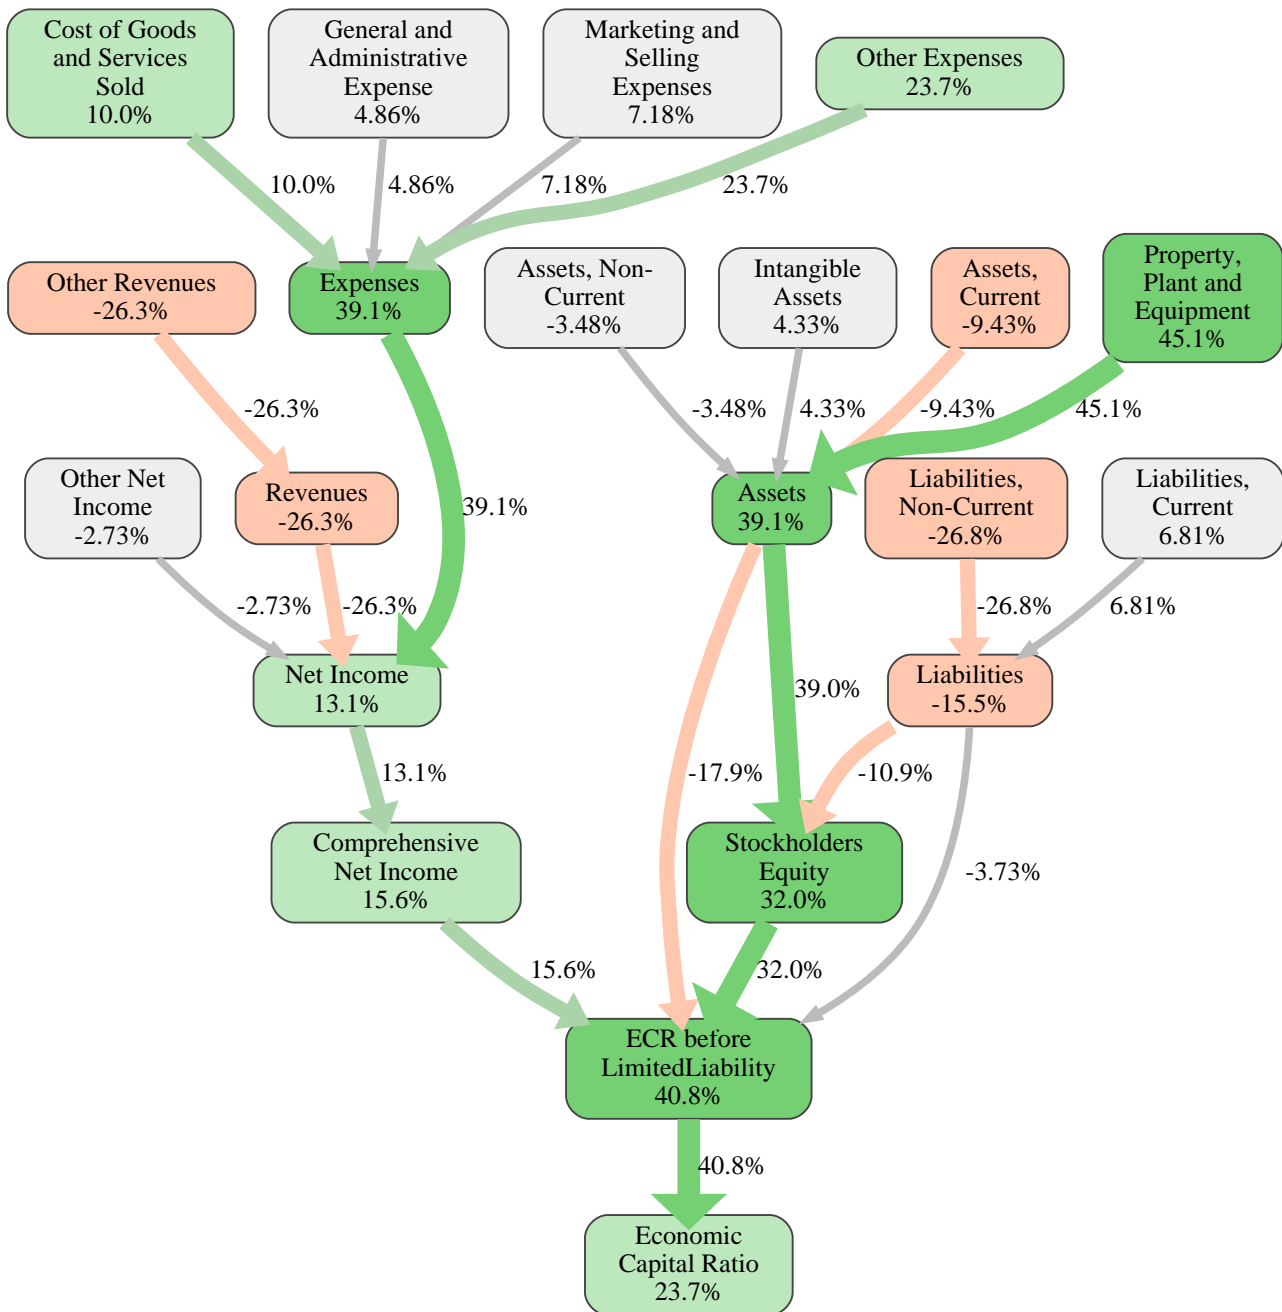 Cost of Goods
and Services
Sold
10.0%
General and
Administrative
Expense
4.86%
Marketing and
Selling
Expenses
7.18%
Other Expenses
23.7%
10.0%
4.86%
7.18%
23.7%
Other Revenues
-26.3%
Expenses
39.1%
Assets, Non-
Current
-3.48%
Intangible
Assets
4.33%
Assets,
Current
-9.43%
Property,
Plant and
Equipment
45.1%
-26.3%
-3.48%
4.33%
-9.43%
45.1%
Other Net
Income
-2.73%
Revenues
-26.3%
39.1%
Assets
39.1%
Liabilities,
Non-Current
-26.8%
Liabilities,
Current
6.81%
-2.73%
-26.3%
-26.8%
6.81%
Net Income
13.1%
39.0%
Liabilities
-15.5%
13.1%
-17.9%
-10.9%
Comprehensive
Net Income
15.6%
Stockholders
Equity
32.0%
-3.73%
15.6%
32.0%
ECR before
LimitedLiability
40.8%
40.8%
Economic
Capital Ratio
23.7%